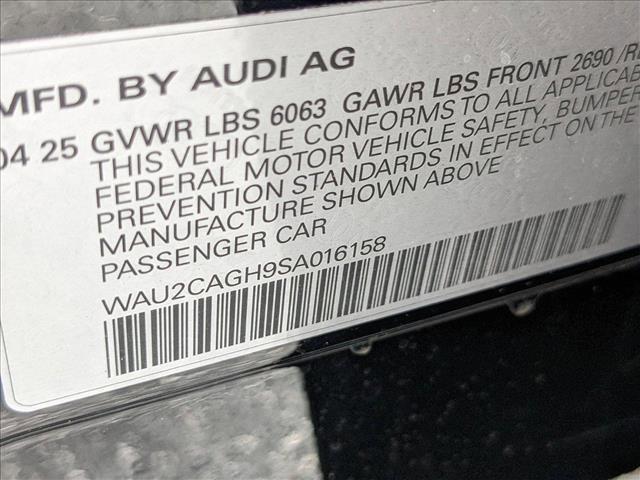 MFD. BY AUDI AG
04 25 GVWR LBS 6063 GAWR LBS FRONT 2690
THIS VEHICLE CONFORMS TO ALL
FEDERAL MOTOR VEHICLE SAFETY, BUMPER
PREVENTION STANDARDS IN EFFECT ON THE
MANUFACTURE SHOWN ABOVE
PASSENGER CAR
WAU2CAGH9SA016158